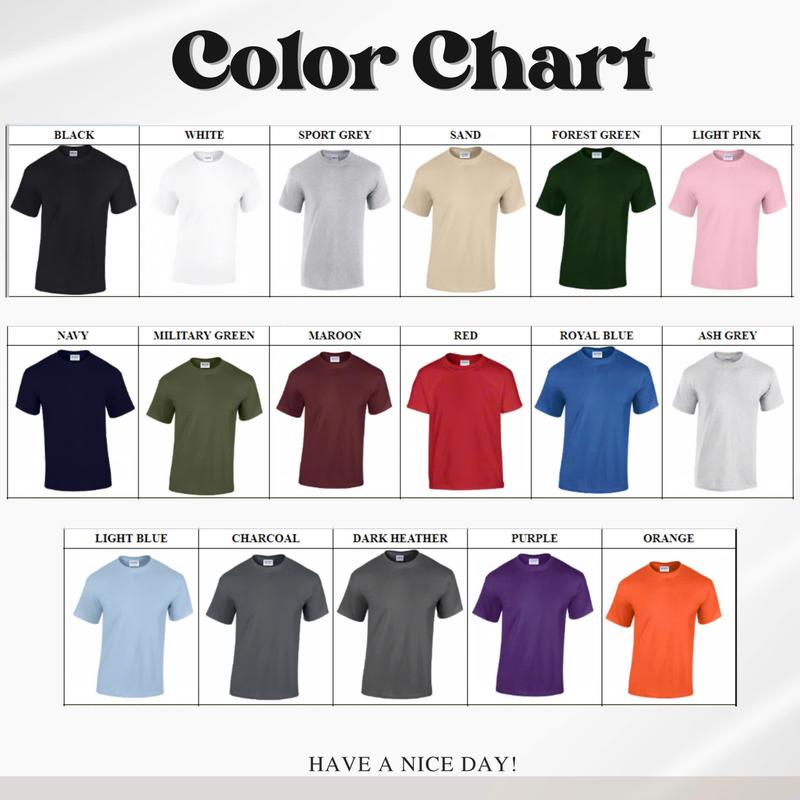 Color Chart
BLACK WHITE SPORT GREY SAND FOREST GREEN LIGHT PINK
NAVY MILITARY GREEN MAROON RED ROYAL BLUE ASH GREY
LIGHT BLUE CHARCOAL DARK HEATHER PURPLE ORANGE
HAVE A NICE DAY!